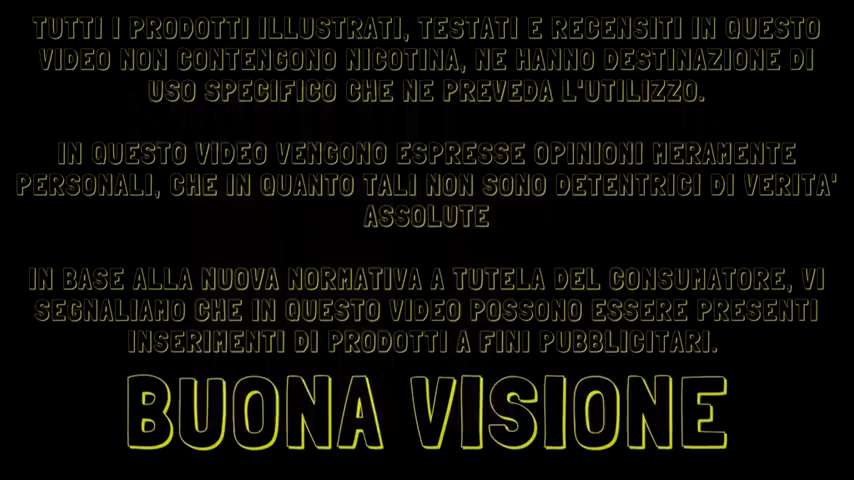 TUTTI I PRODOTTI ILLUSTRATI, TESTATI E RECENSITI IN QUESTO
VIDEO NON CONTENGONO NICOTINA, NE HANNO DESTINAZIONE DI
USO SPECIFICO CHE NE PREVEDA L'UTILIZZO.
IN QUESTO VIDEO VENGONO ESPRESSE OPINIONI MERAMENTE
PERSONALI, CHE IN QUANTO TALI NON SONO DETENTRICI DI VERITA'
ASSOLUTE
IN BASE ALLA NUOVA NORMATIVA A TUTELA DEL CONSUMATORE, VI
SEGNALIAMO CHE IN QUESTO VIDEO POSSONO ESSERE PRESENTI
INSERIMENTI DI PRODOTTI A FINI PUBBLICITARI.
BUONA VISIONE